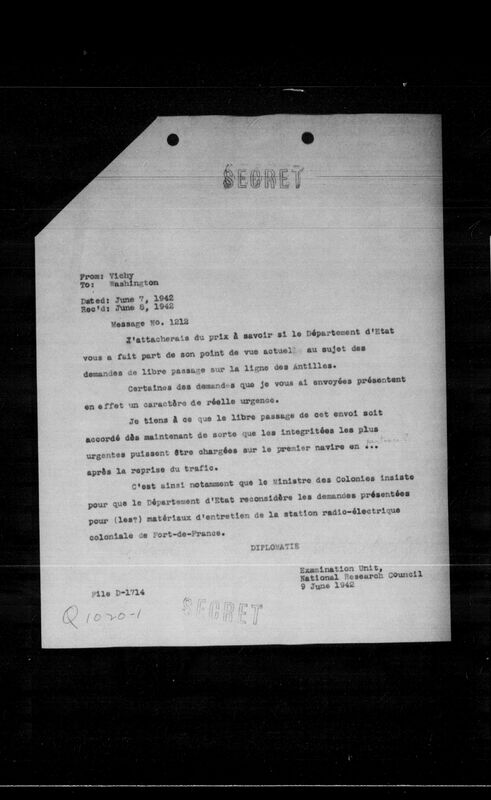 SECRET
From: Vichy
To: Washington
Dated: June 7, 1942
Rec'd: June 8, 1942
Message No. 1212
J'attacherais du prix à savoir si le Département d'Etat
vous a fait part de son point de vue actuel au sujet des
demandes de libre passage sur la ligne des Antilles.
Certaines des demandes que je vous ai envoyées présentent
en effet un caractère de réelle urgence.
Je tiens à ce que le libre passage de cet envoi soit
accordé dès maintenant de sorte que les integritées les plus
urgentes puissent être chargées sur le premier navire en ...
après la reprise du trafic.
C'est ainsi notamment que le Ministre des Colonies insiste
pour que le Département d'Etat reconsidère les demandes présentées
pour (les?) matériaux d'entretien de la station radio-électrique
coloniale de Fort-de-France.
DIPLOMATIE
Examination Unit,
National Research Council
9 June 1942
File D-1714
Q 1020-1
SECRET